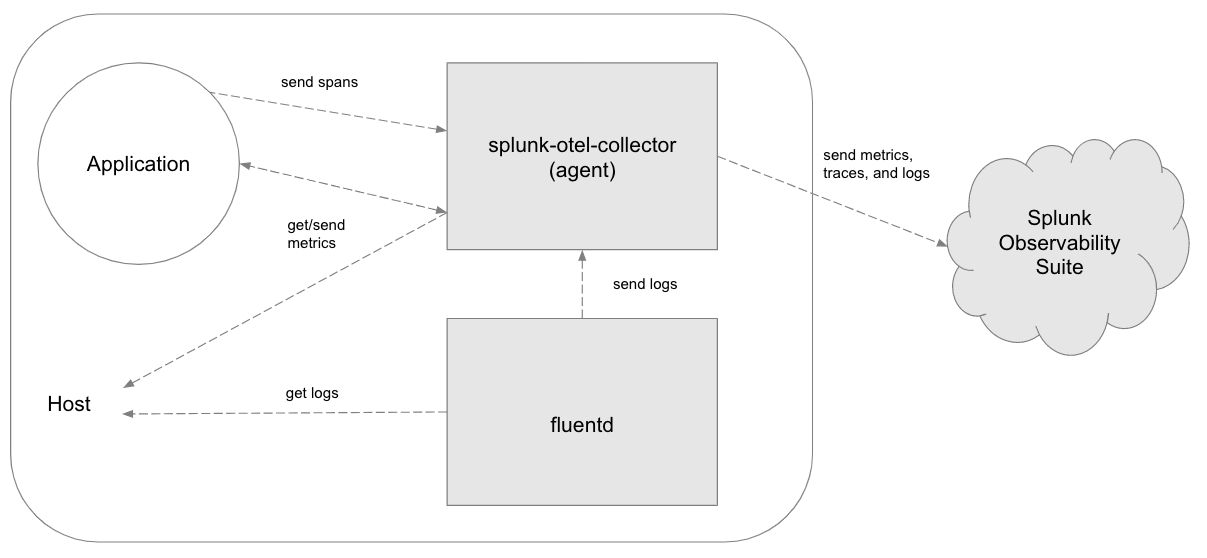 send spans
Application
splunk-otel-collector
(agent)
send metrics,
traces, and logs
get/send
metrics
Splunk
Observability
Suite
send logs
Host
get logs
fluentd